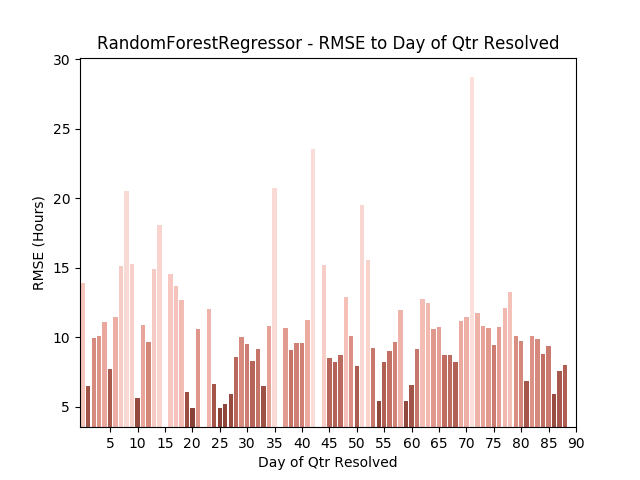 RandomForestRegressor - RMSE to Day of Qtr Resolved
30
25
20
15
10
5
RMSE (Hours)
5 10 15 20 25 30 35 40 45 50 55 60 65 70 75 80 85 90
Day of Qtr Resolved